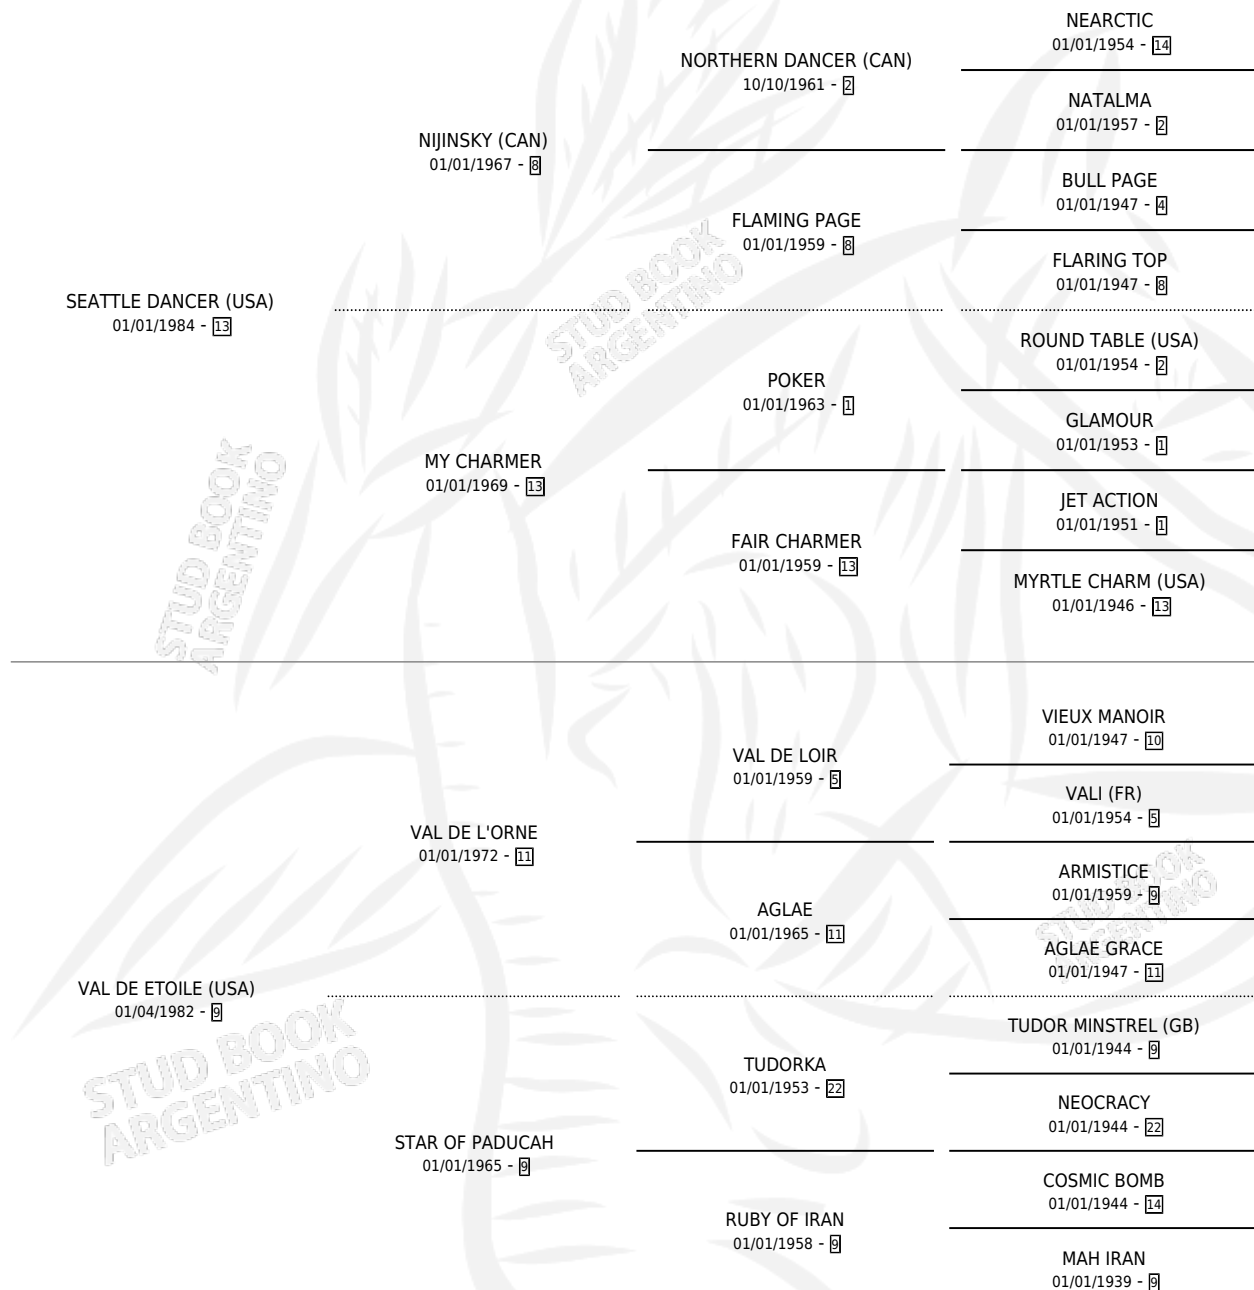 NEARCTIC
01/01/1954 - 14
NORTHERN DANCER (CAN)
10/10/1961 - 2
NATALMA
01/01/1957 - 2
NIJINSKY (CAN)
01/01/1967 - 8
BULL PAGE
01/01/1947 - 4
FLAMING PAGE
01/01/1959 - 8
FLARING TOP
01/01/1947 - 8
SEATTLE DANCER (USA)
01/01/1984 - 13
ROUND TABLE (USA)
01/01/1954 - 2
POKER
01/01/1963 - 1
GLAMOUR
01/01/1953 - 1
MY CHARMER
01/01/1969 - 13
JET ACTION
01/01/1951 - 1
FAIR CHARMER
01/01/1959 - 13
MYRTLE CHARM (USA)
01/01/1946 - 13
VIEUX MANOIR
01/01/1947 - 10
VAL DE LOIR
01/01/1959 - 5
VALI (FR)
01/01/1954 - 5
VAL DE L'ORNE
01/01/1972 - 11
ARMISTICE
01/01/1959 - 9
AGLAE
01/01/1965 - 11
AGLAE GRACE
01/01/1947 - 11
VAL DE ETOILE (USA)
01/04/1982 - 9
TUDOR MINSTREL (GB)
01/01/1944 - 9
TUDORKA
01/01/1953 - 22
NEOCRACY
01/01/1944 - 22
STAR OF PADUCAH
01/01/1965 - 9
COSMIC BOMB
01/01/1944 - 14
RUBY OF IRAN
01/01/1958 - 9
MAH IRAN
01/01/1939 - 9
STUD BOOK
ARGENTINO
STUD BOOK
ARGENTINO
STUD BOOK
ARGENTINO
STUD BOOK
ARGENTINO